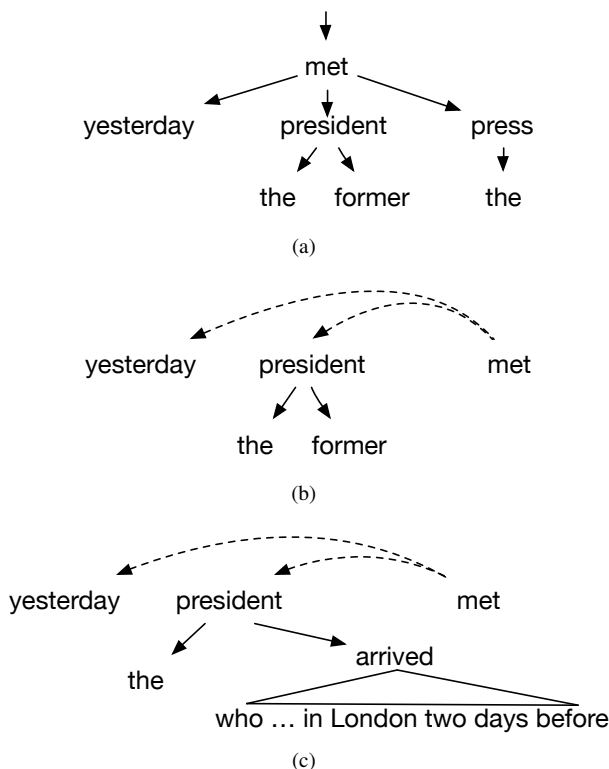 met
yesterday president press
the former the
(a)
yesterday president met
the former
(b)
yesterday president met
arrived
the
who … in London two days before
(c)